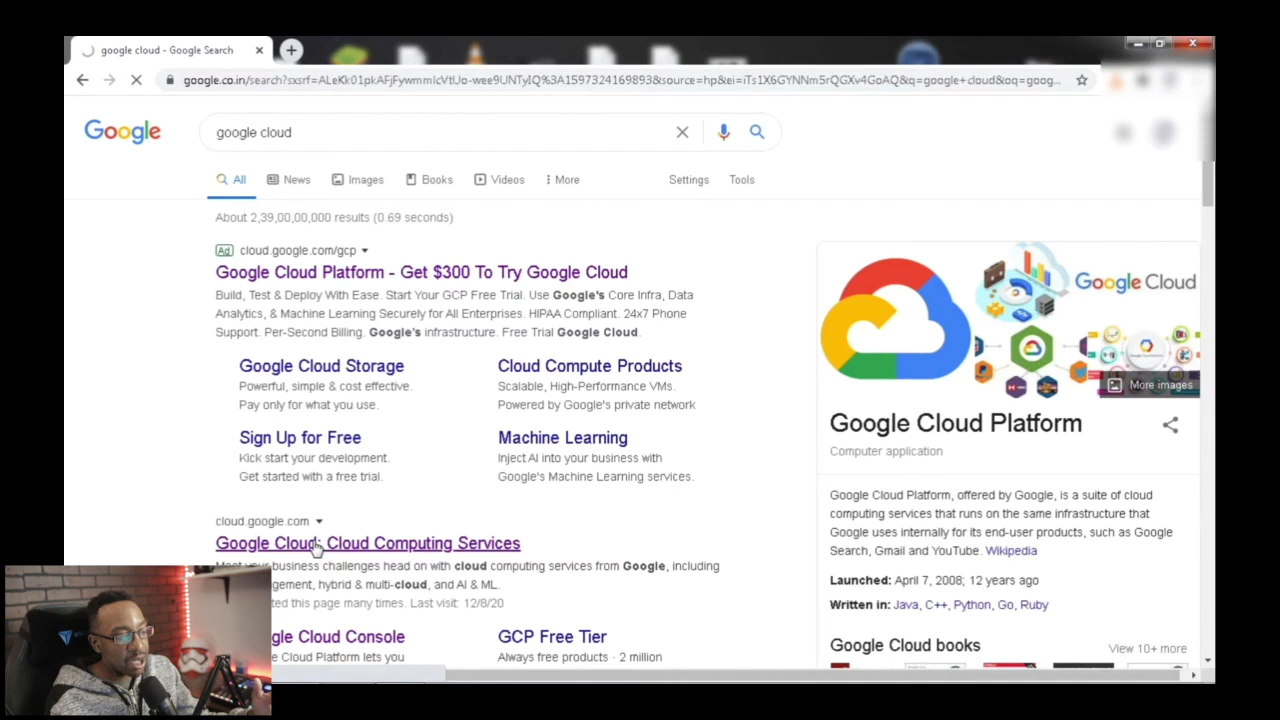 google cloud - Google Search
google.co.in/search?sxsrf=ALeKk01pkAFjFywmmIcVtUo-wee9UNTyIQ%3A1597324169893&source=hp&ei=iTs1X6GYNNm5rQGXv4GoAQ&q=google+cloud&oq=goog...
Google
google cloud
All
News
Images
Books
Videos
More
Settings
Tools
About 2,39,00,00,000 results (0.69 seconds)
Ad cloud.google.com/gcp
Google Cloud Platform - Get $300 To Try Google Cloud
Build, Test & Deploy With Ease. Start Your GCP Free Trial. Use Google's Core Infra, Data
Analytics, & Machine Learning Securely for All Enterprises. HIPAA Compliant. 24x7 Phone
Support. Per-Second Billing. Google's infrastructure. Free Trial Google Cloud.
Google Cloud Storage
Powerful, simple & cost effective.
Pay only for what you use.
Cloud Compute Products
Scalable, High-Performance VMs.
Powered by Google's private network
Sign Up for Free
Kick start your development.
Get started with a free trial.
Machine Learning
Inject AI into your business with
Google's Machine Learning services.
cloud.google.com
Google Cloud: Cloud Computing Services
Meet your business challenges head on with cloud computing services from Google, including
hybrid & multi-cloud, and AI & ML.
this page many times. Last visit: 12/8/20
Cloud Console
Cloud Platform lets you
GCP Free Tier
Always free products · 2 million
Google Cloud
More images
Google Cloud Platform
Computer application
Google Cloud Platform, offered by Google, is a suite of cloud
computing services that runs on the same infrastructure that
Google uses internally for its end-user products, such as Google
Search, Gmail and YouTube. Wikipedia
Launched: April 7, 2008; 12 years ago
Written in: Java, C++, Python, Go, Ruby
Google Cloud books
View 10+ more